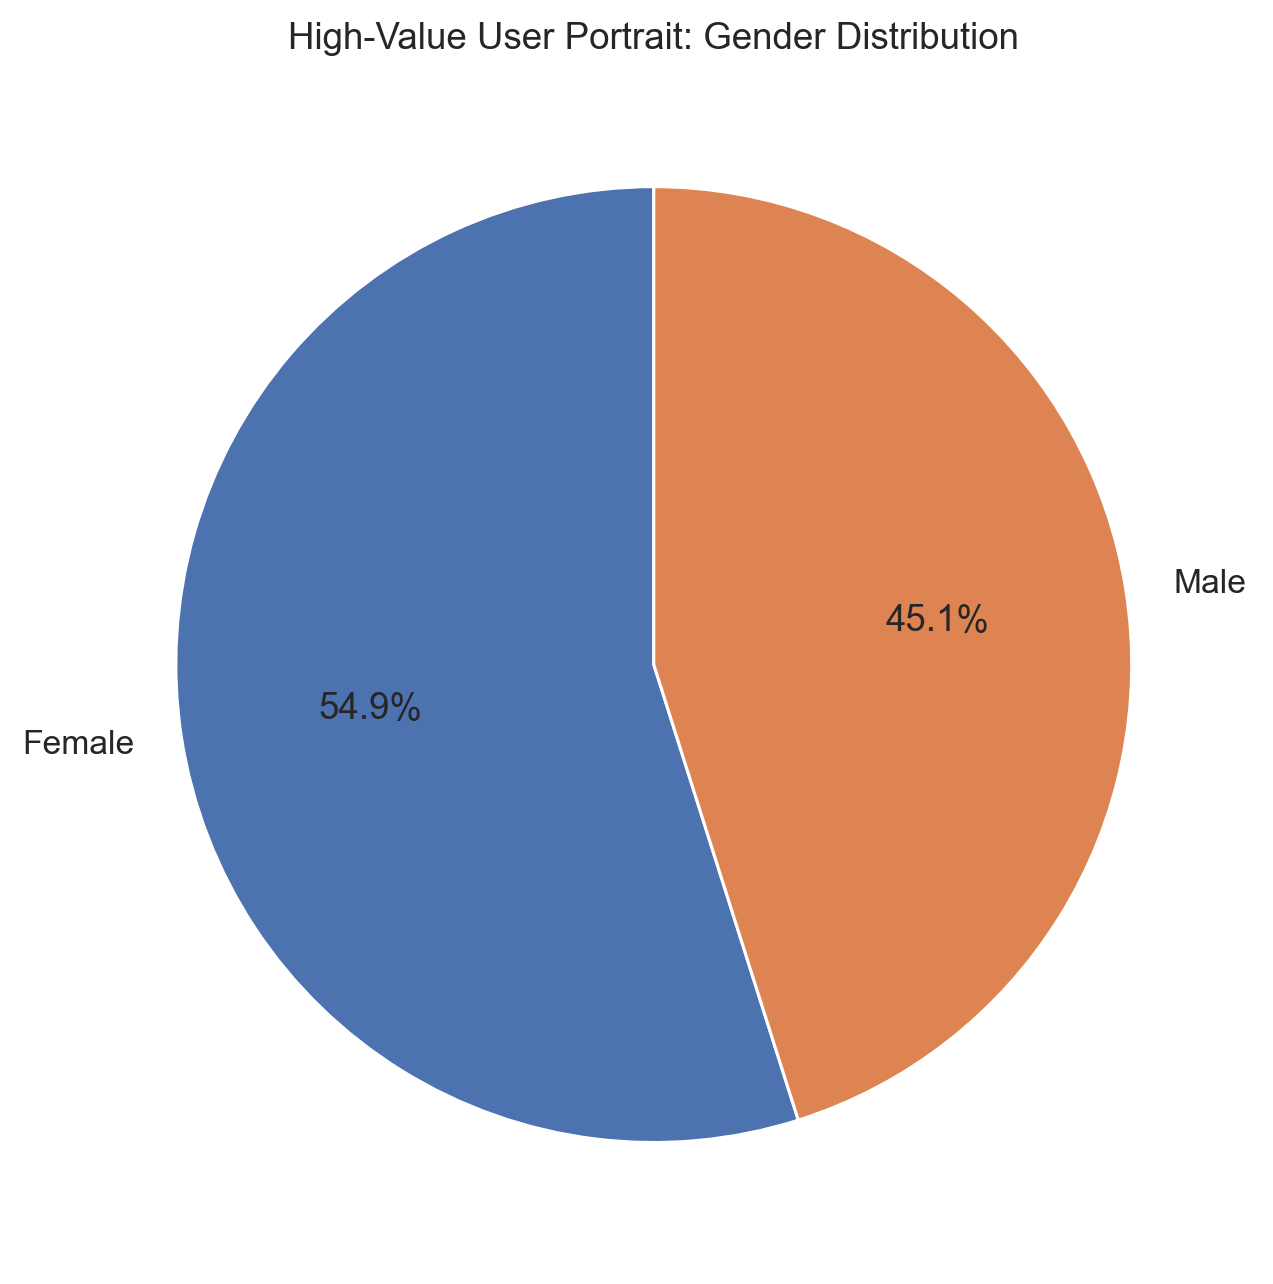 High-Value User Portrait: Gender Distribution
Male
45.1%
54.9%
Female